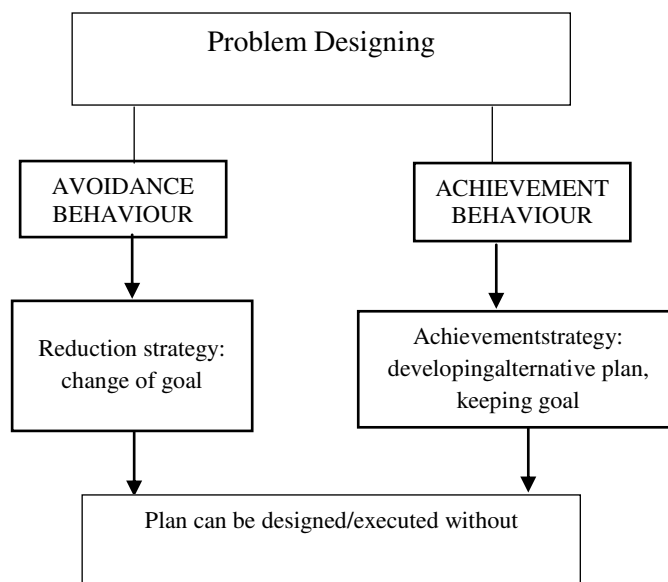 Problem Designing
AVOIDANCE
BEHAVIOUR
ACHIEVEMENT
BEHAVIOUR
Reduction strategy:
change of goal
Achievementstrategy:
developingalternative plan,
keeping goal
Plan can be designed/executed without